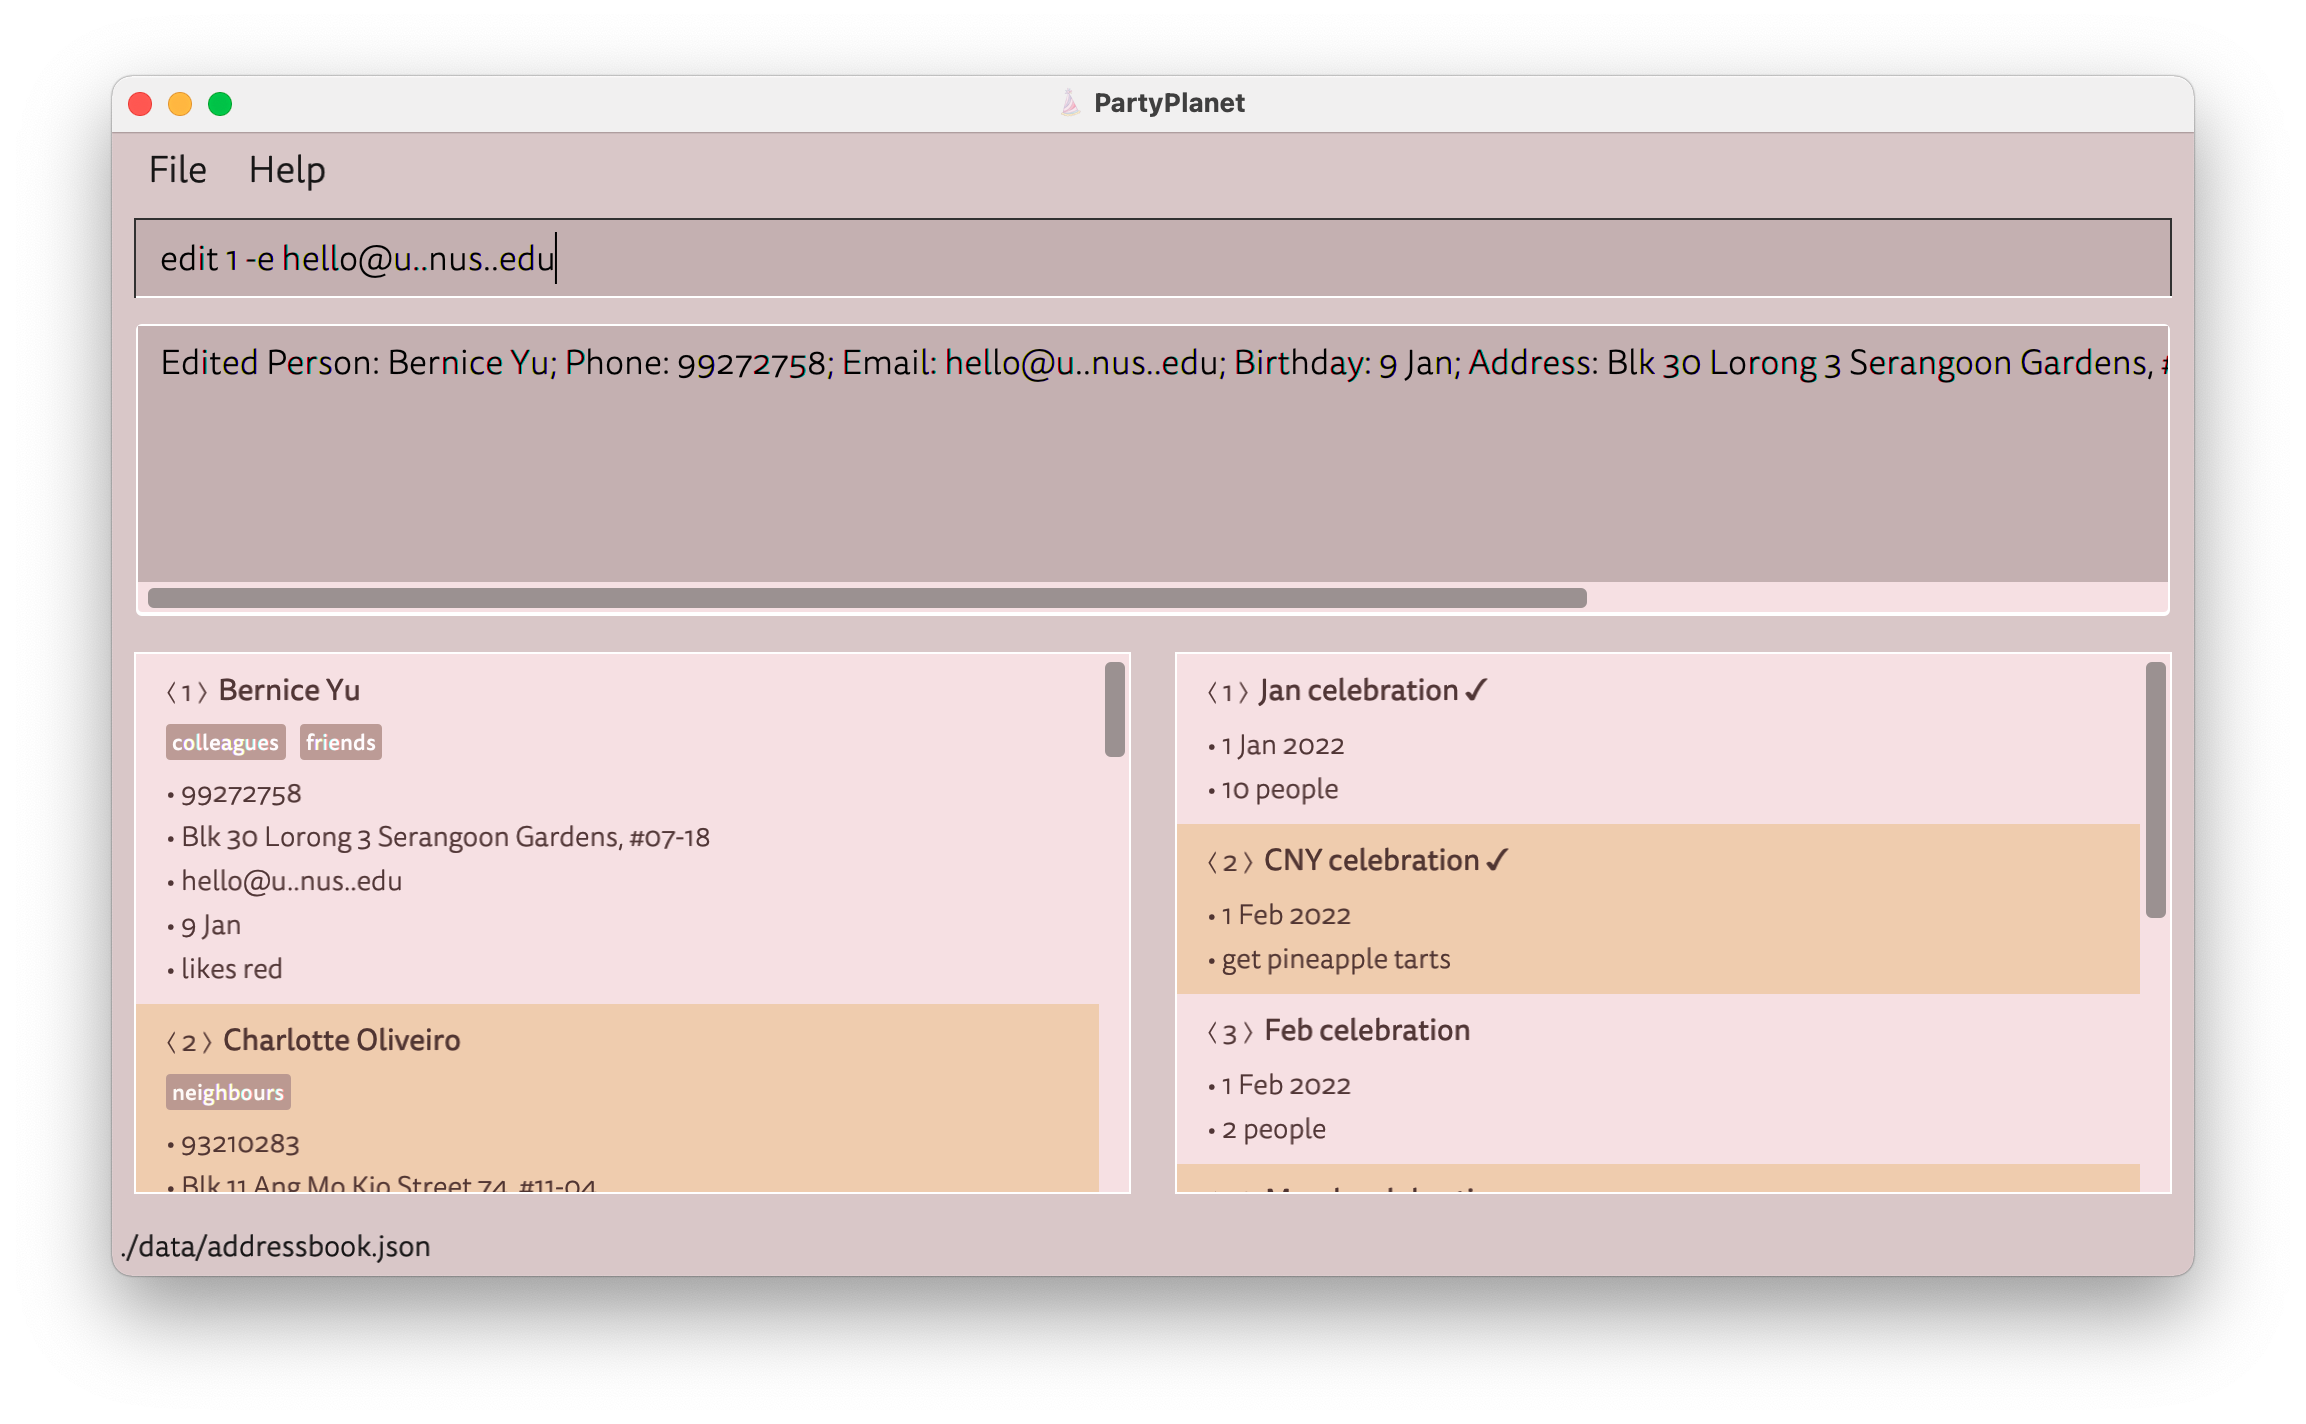 PartyPlanet
File Help
edit 1 -e hello@u..nus..edu
Edited Person: Bernice Yu; Phone: 99272758; Email: hello@u..nus..edu; Birthday: 9 Jan; Address: Blk 30 Lorong 3 Serangoon Gardens,
⟨1⟩ Bernice Yu
colleagues friends
• 99272758
• Blk 30 Lorong 3 Serangoon Gardens, #07-18
• hello@u..nus..edu
• 9 Jan
• likes red
⟨2⟩ Charlotte Oliveiro
neighbours
• 93210283
• Blk 11 Ang Mo Kio Street 74, #11-04
⟨1⟩ Jan celebration ✓
• 1 Jan 2022
• 10 people
⟨2⟩ CNY celebration ✓
• 1 Feb 2022
• get pineapple tarts
⟨3⟩ Feb celebration
• 1 Feb 2022
• 2 people
./data/addressbook.json